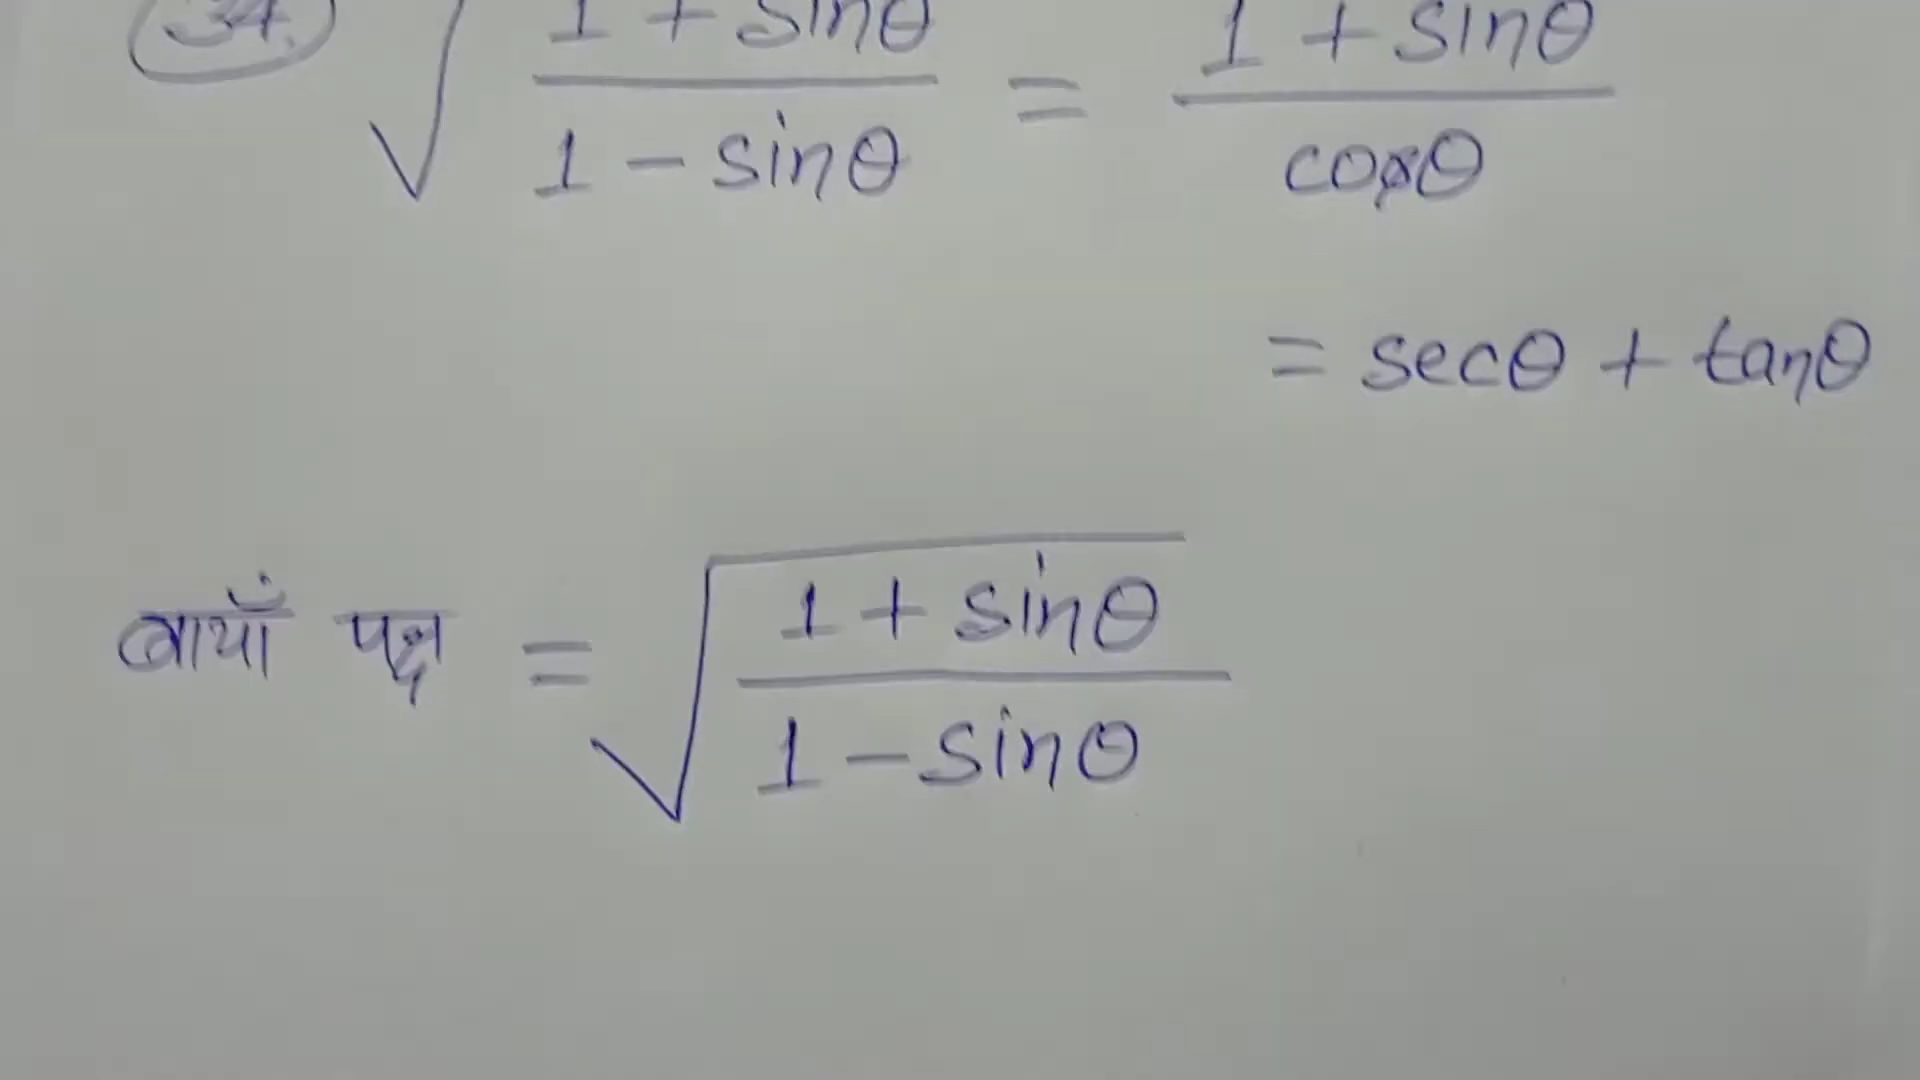 34. √(1 + sinθ / 1 - sinθ) = 1 + sinθ / cosθ
= secθ + tanθ
बायाँ पक्ष = √(1 + sinθ / 1 - sinθ)